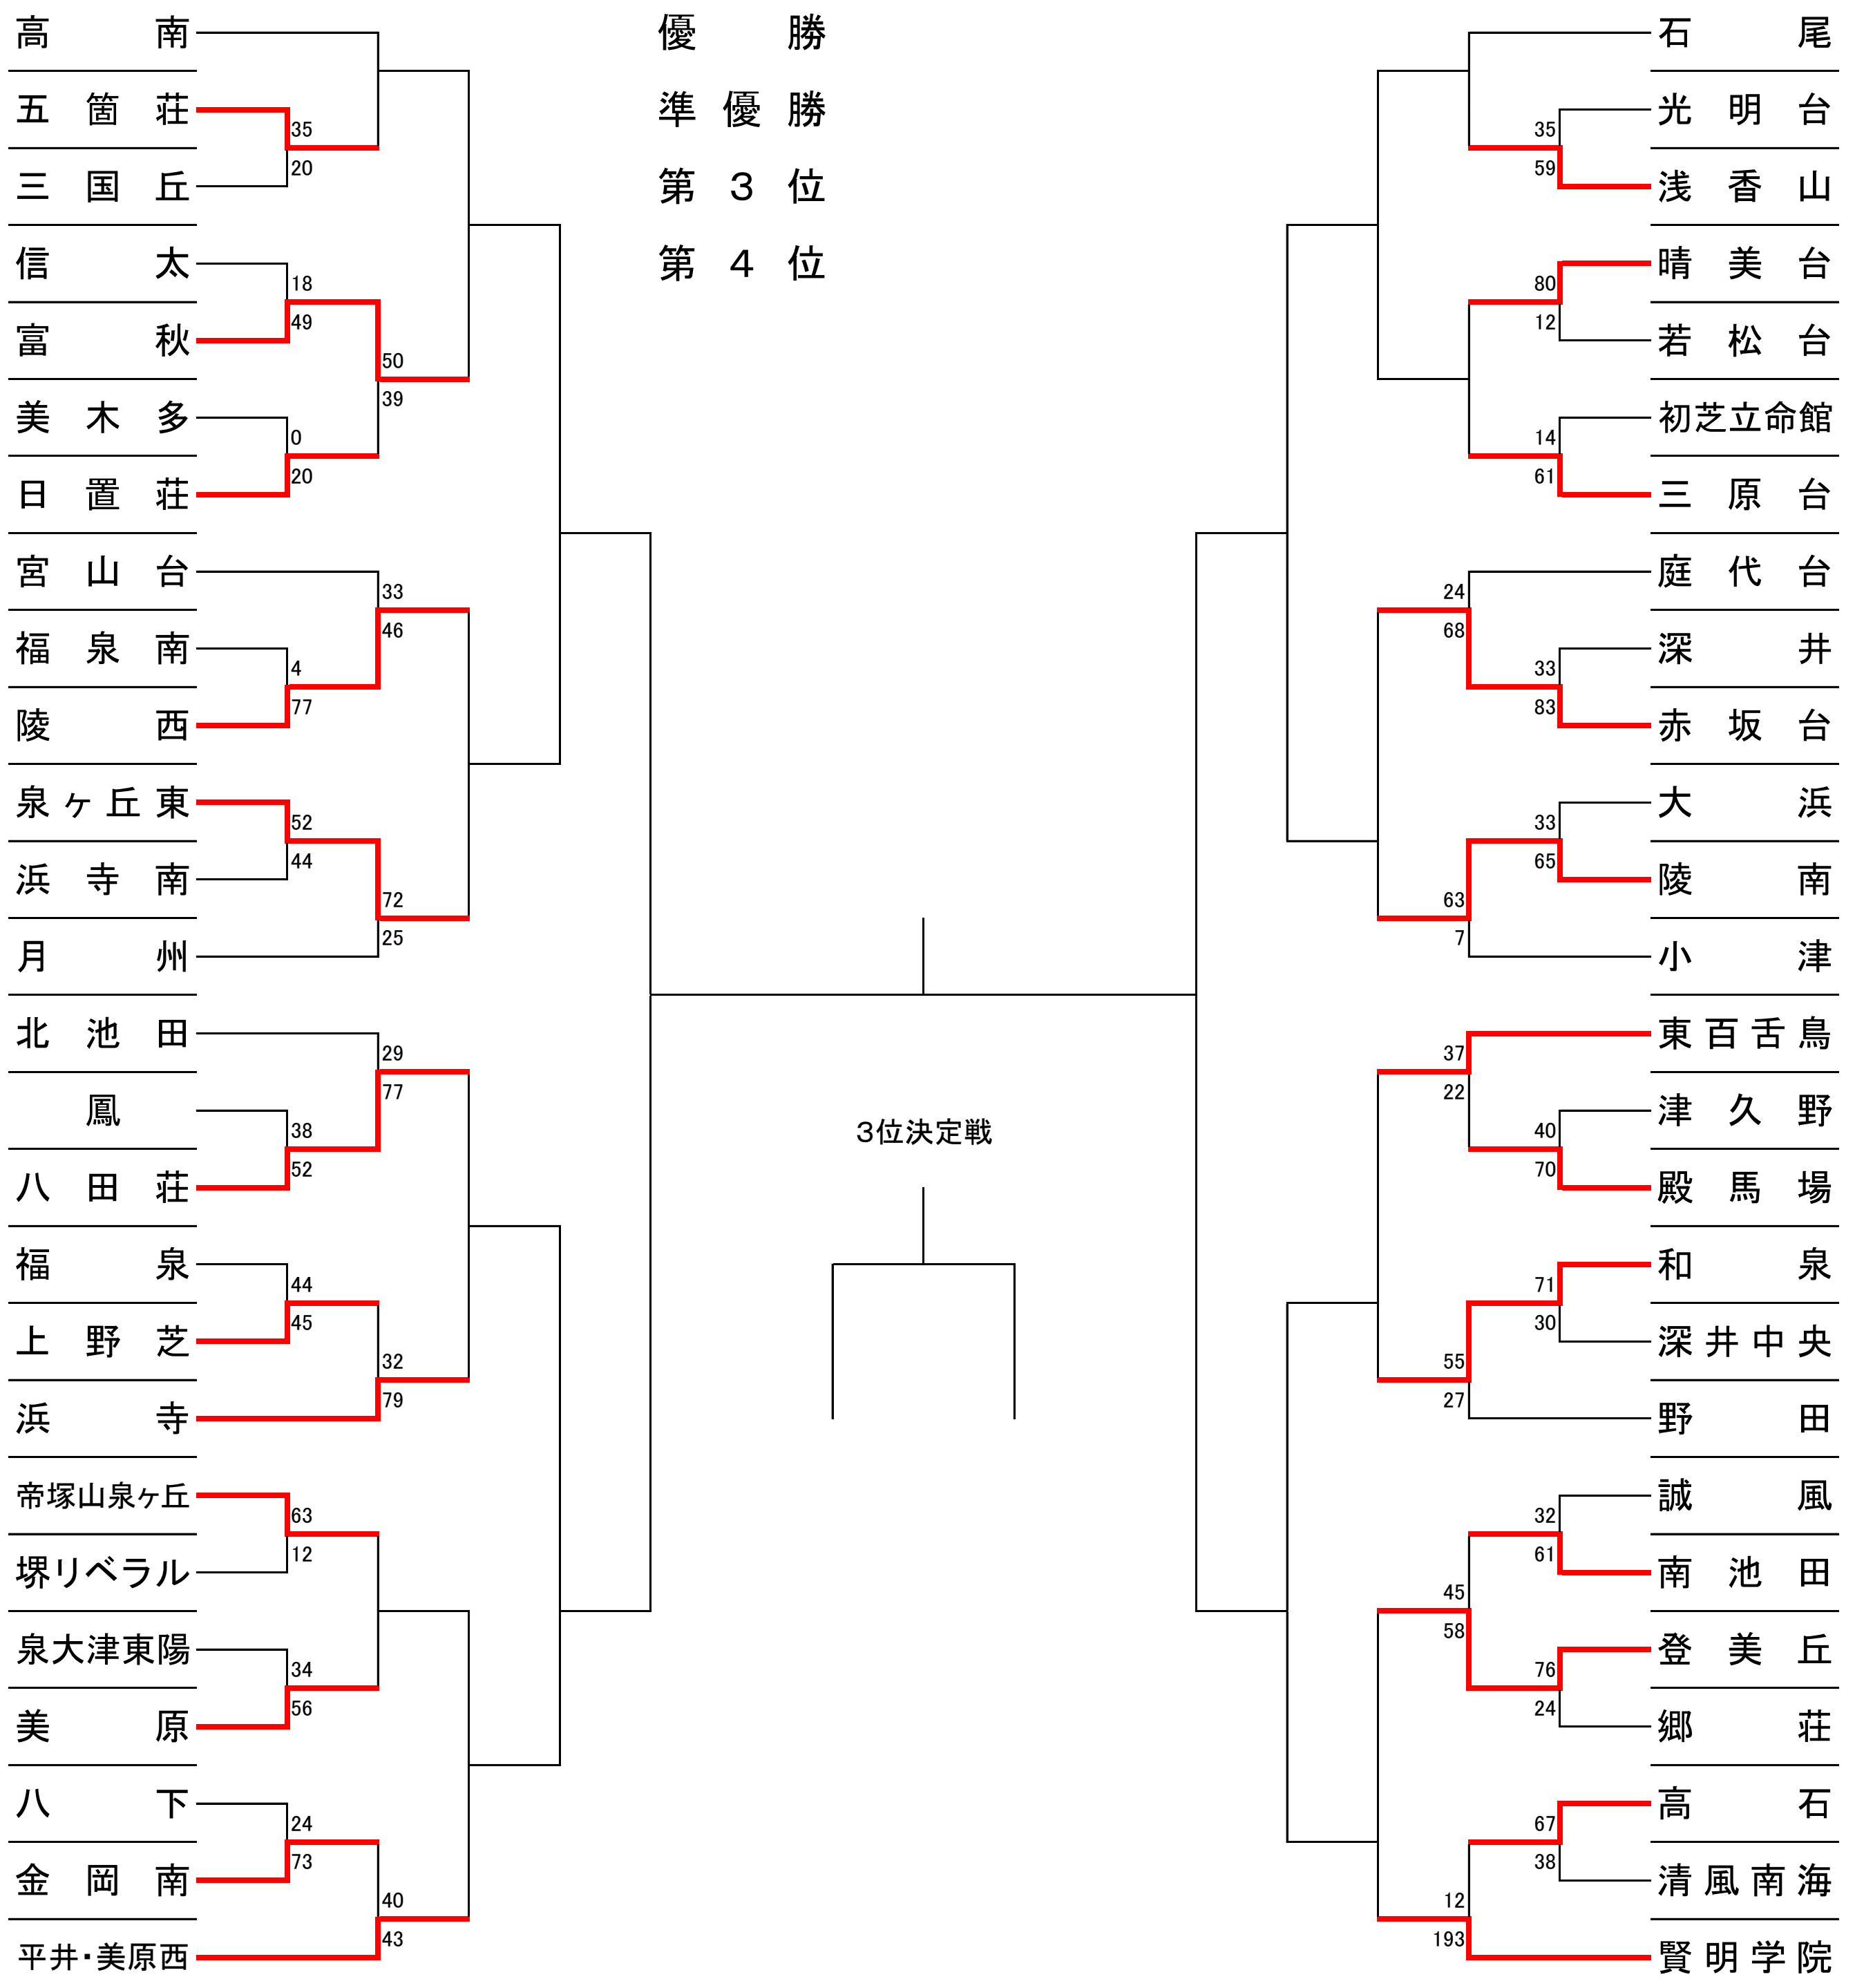 高南
35
20
五箇荘
三国丘
信太
18
49
富秋
50
39
美木多
0
20
日置荘
宮山台
33
46
福泉南
4
77
陵西
泉ヶ丘東
52
44
浜寺南
72
25
月州
北池田
29
77
鳳
38
52
八田荘
福泉
44
45
上野芝
32
79
浜寺
帝塚山泉ヶ丘
63
12
堺リベラル
泉大津東陽
34
56
美原
八下
24
73
金岡南
40
43
平井・美原西
優勝
準優勝
第3位
第4位
3位決定戦
石尾
光明台
35
59
浅香山
晴美台
80
12
若松台
初芝立命館
14
61
三原台
庭代台
24
68
深井
33
83
赤坂台
大浜
33
65
陵南
63
7
小津
東百舌鳥
37
22
津久野
40
70
殿馬場
和泉
71
30
深井中央
55
27
野田
誠風
32
61
南池田
45
58
登美丘
76
24
郷荘
高石
67
38
清風南海
12
193
賢明学院